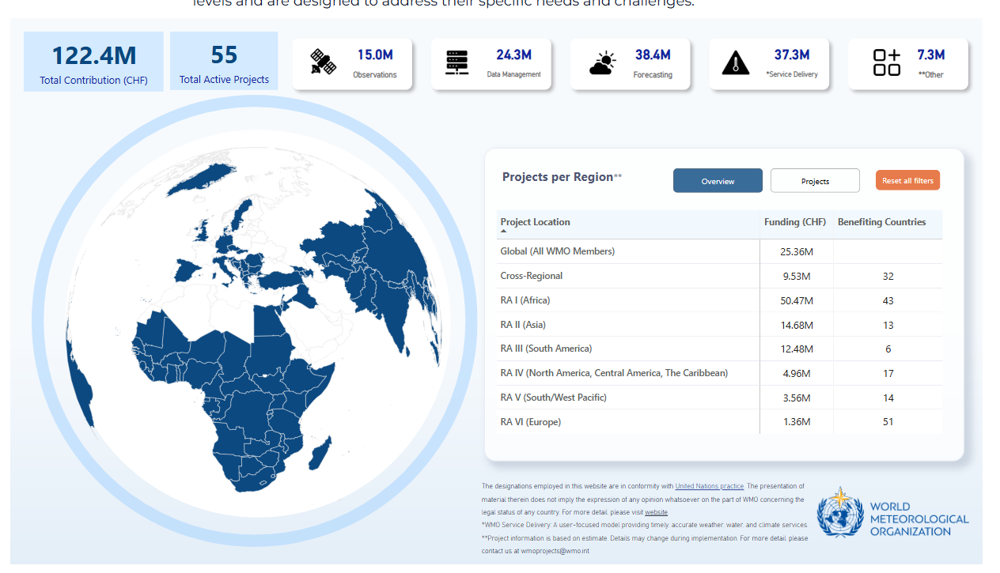 levels and are designed to address their specific needs and challenges.
122.4M
Total Contribution (CHF)
55
Total Active Projects
15.0M
Observations
24.3M
Data Management
38.4M
Forecasting
37.3M
*Service Delivery
7.3M
**Other
Projects per Region**
Overview
Projects
Reset all filters
Project Location Funding (CHF) Benefiting Countries
Global (All WMO Members) 25.36M
Cross-Regional 9.53M 32
RA I (Africa) 50.47M 43
RA II (Asia) 14.68M 13
RA III (South America) 12.48M 6
RA IV (North America, Central America, The Caribbean) 4.96M 17
RA V (South/West Pacific) 3.56M 14
RA VI (Europe) 1.36M 51
The designations employed in this website are in conformity with United Nations practice. The presentation of
material therein does not imply the expression of any opinion whatsoever on the part of WMO concerning the
legal status of any country. For more detail, please visit website.
*WMO Service Delivery: A user-focused model providing timely, accurate weather, water, and climate services.
**Project information is based on estimate. Details may change during implementation. For more detail, please
contact us at wmoprojects@wmo.int.
WORLD
METEOROLOGICAL
ORGANIZATION